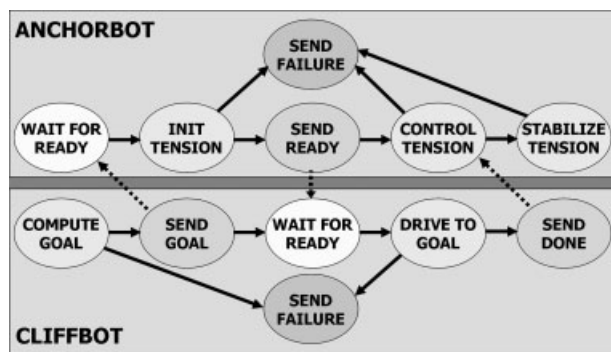 ANCHORBOT
SEND
FAILURE
WAIT FOR
READY
INIT
TENSION
SEND
READY
CONTROL
TENSION
STABILIZE
TENSION
COMPUTE
GOAL
SEND
GOAL
WAIT FOR
READY
DRIVE TO
GOAL
SEND
DONE
SEND
FAILURE
CLIFFBOT